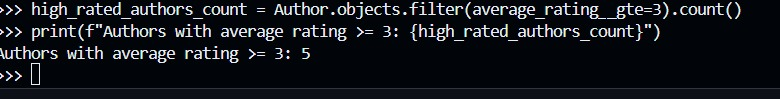 >>> high_rated_authors_count = Author.objects.filter(average_rating__gte=3).count()
>>> print(f"Authors with average rating >= 3: {high_rated_authors_count}")
Authors with average rating >= 3: 5
>>>